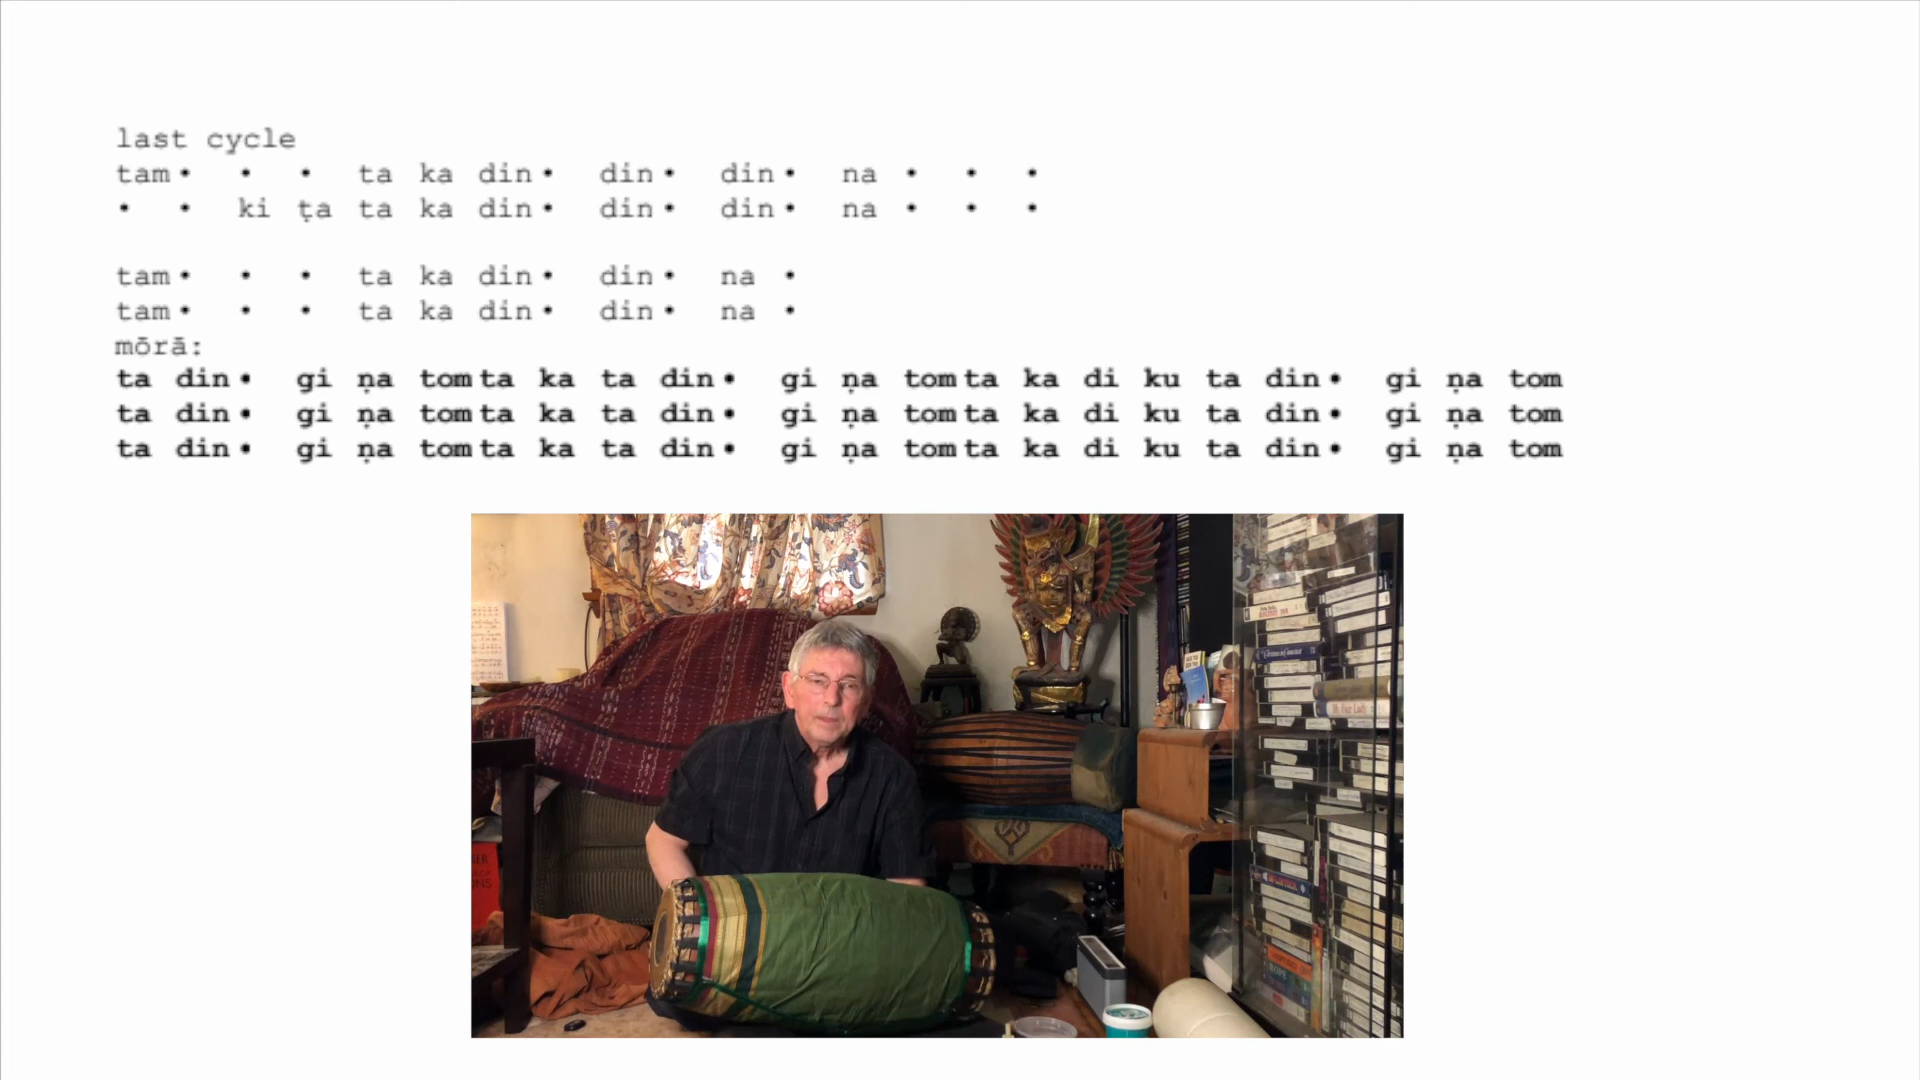 last cycle
tam • • • ta ka din • din • din • na • • •
• • ki ṭa ta ka din • din • din • na • • •
tam • • • ta ka din • din • na •
tam • • • ta ka din • din • na •
mōrā:
ta din • gi ṇa tom ta ka ta din • gi ṇa tom ta ka di ku ta din • gi ṇa tom
ta din • gi ṇa tom ta ka ta din • gi ṇa tom ta ka di ku ta din • gi ṇa tom
ta din • gi ṇa tom ta ka ta din • gi ṇa tom ta ka di ku ta din • gi ṇa tom
My Fair Lady